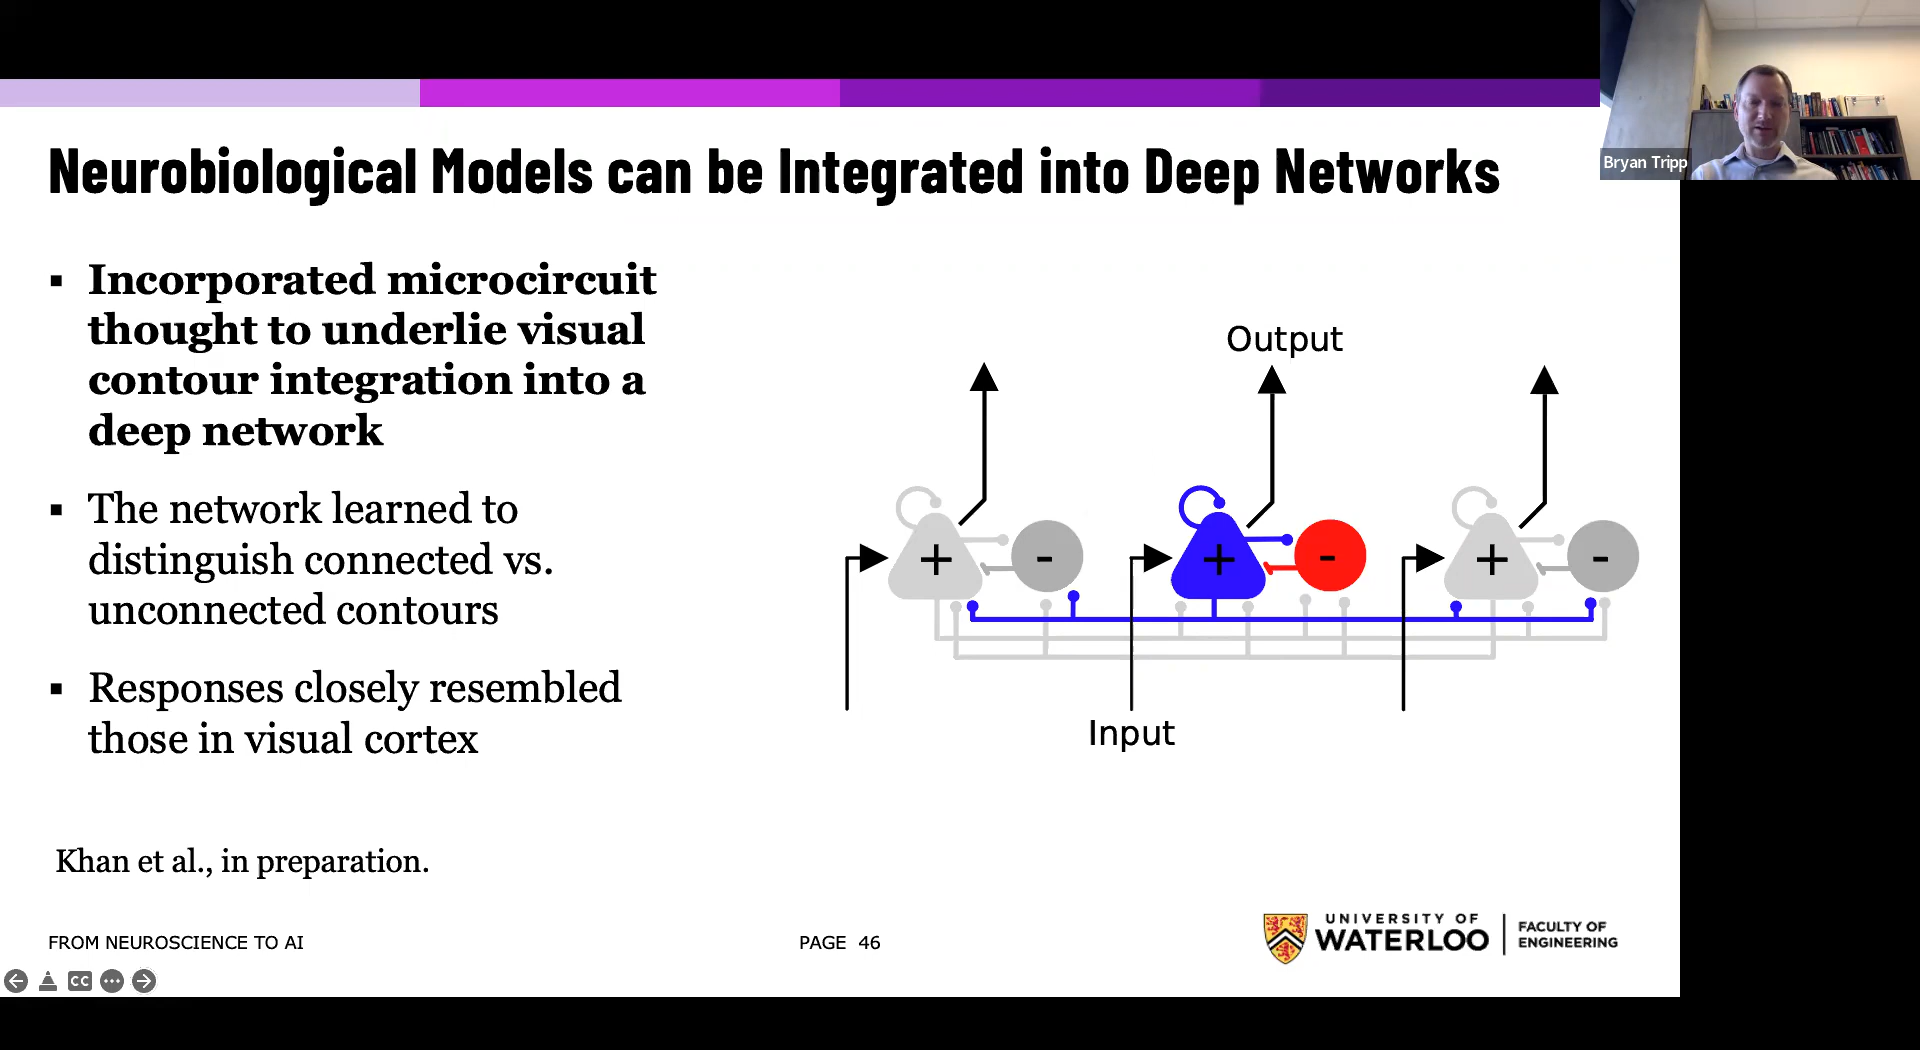 Neurobiological Models can be Integrated into Deep Networks
Bryan Tripp
▪ Incorporated microcircuit
thought to underlie visual
contour integration into a
deep network
▪ The network learned to
distinguish connected vs.
unconnected contours
▪ Responses closely resembled
those in visual cortex
Output
+ - + - + -
Input
Khan et al., in preparation.
FROM NEUROSCIENCE TO AI
PAGE 46
UNIVERSITY OF
WATERLOO
FACULTY OF
ENGINEERING
CC